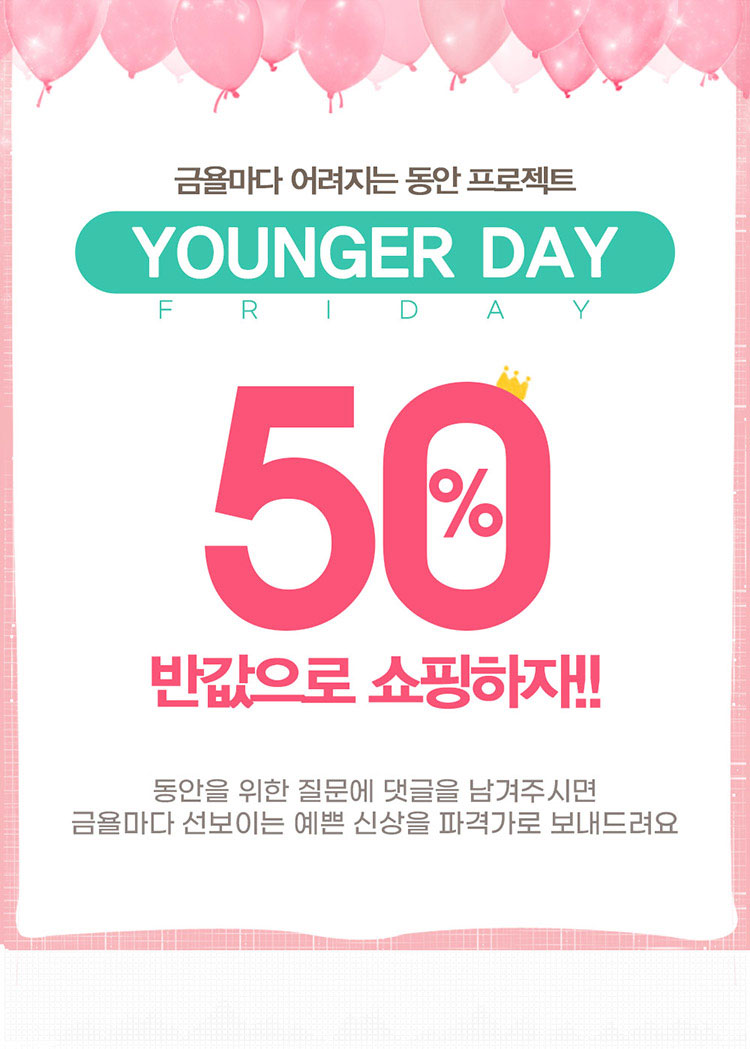 금욜마다 어려지는 동안 프로젝트
YOUNGER DAY
FRIDAY
50%
반값으로 쇼핑하자!!
동안을 위한 질문에 댓글을 남겨주시면
금욜마다 선보이는 예쁜 신상을 파격가로 보내드려요